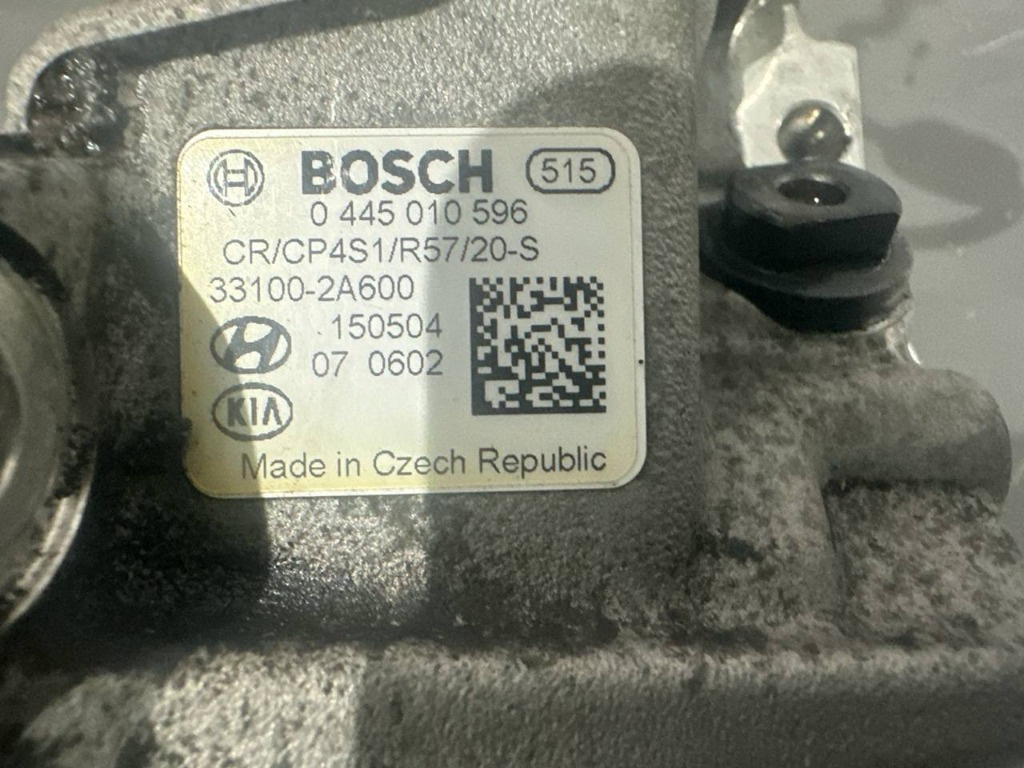 BOSCH 515
0 445 010 596
CR/CP4S1/R57/20-S
33100-2A600
150504
07 0602
KIA
Made in Czech Republic